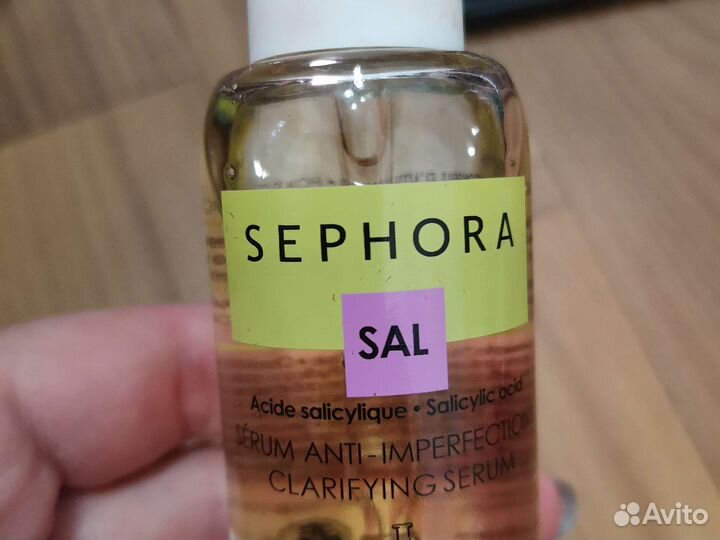 SEPHORA
SAL
Acide salicylique • Salicylic acid
SÉRUM ANTI-IMPERFECTIONS
CLARIFYING SERUM
Avito